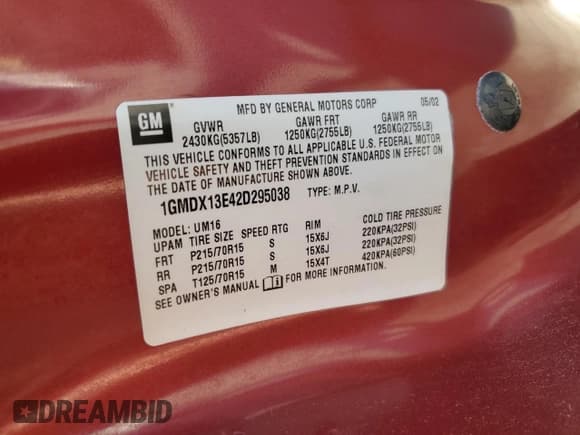 MFD BY GENERAL MOTORS CORP 05/02
GM
GVWR GAWR FRT GAWR RR
2430KG(5357LB) 1250KG(2755LB) 1250KG(2755LB)
THIS VEHICLE CONFORMS TO ALL APPLICABLE U.S. FEDERAL MOTOR
VEHICLE SAFETY AND THEFT PREVENTION STANDARDS IN EFFECT ON
THE DATE OF MANUFACTURE SHOWN ABOVE.
1GMDX13E42D295038 TYPE: M.P.V.
MODEL: UM16
UPAM TIRE SIZE SPEED RTG RIM COLD TIRE PRESSURE
FRT P215/70R15 S 15X6J 220KPA(32PSI)
RR P215/70R15 S 15X6J 220KPA(32PSI)
SPA T125/70R15 M 15X4T 420KPA(60PSI)
SEE OWNER'S MANUAL FOR MORE INFORMATION.
DREAMBID